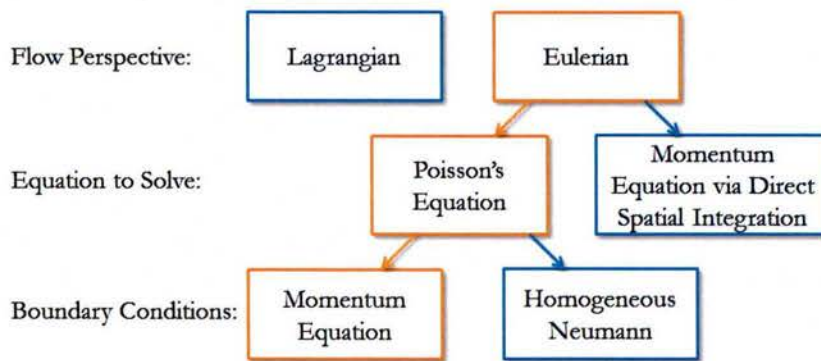 Flow Perspective:
Lagrangian
Eulerian
Equation to Solve:
Poisson's
Equation
Momentum
Equation via Direct
Spatial Integration
Boundary Conditions:
Momentum
Equation
Homogeneous
Neumann